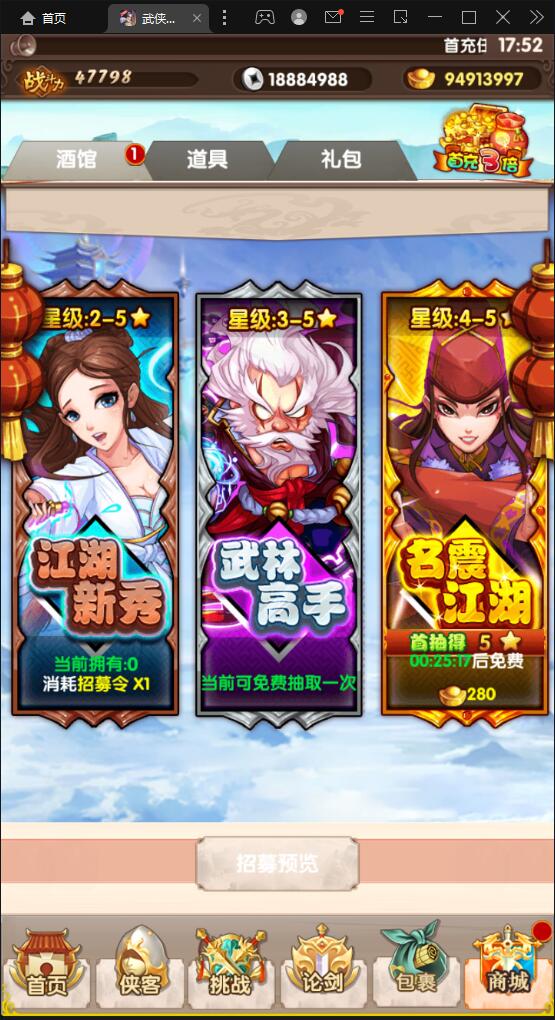 首页
武侠...
首充仨 17:52
战斗力 47798
18884988
94913997
首充3倍
酒馆 1
道具
礼包
星级:2-5
星级:3-5
星级:4-5
江湖新秀
武林高手
名震江湖
首抽得 5
当前拥有:0
消耗招募令 X1
当前可免费抽取一次
00:25:17后免费
280
招募预览
首页
侠客
挑战
论剑
包裹
商城